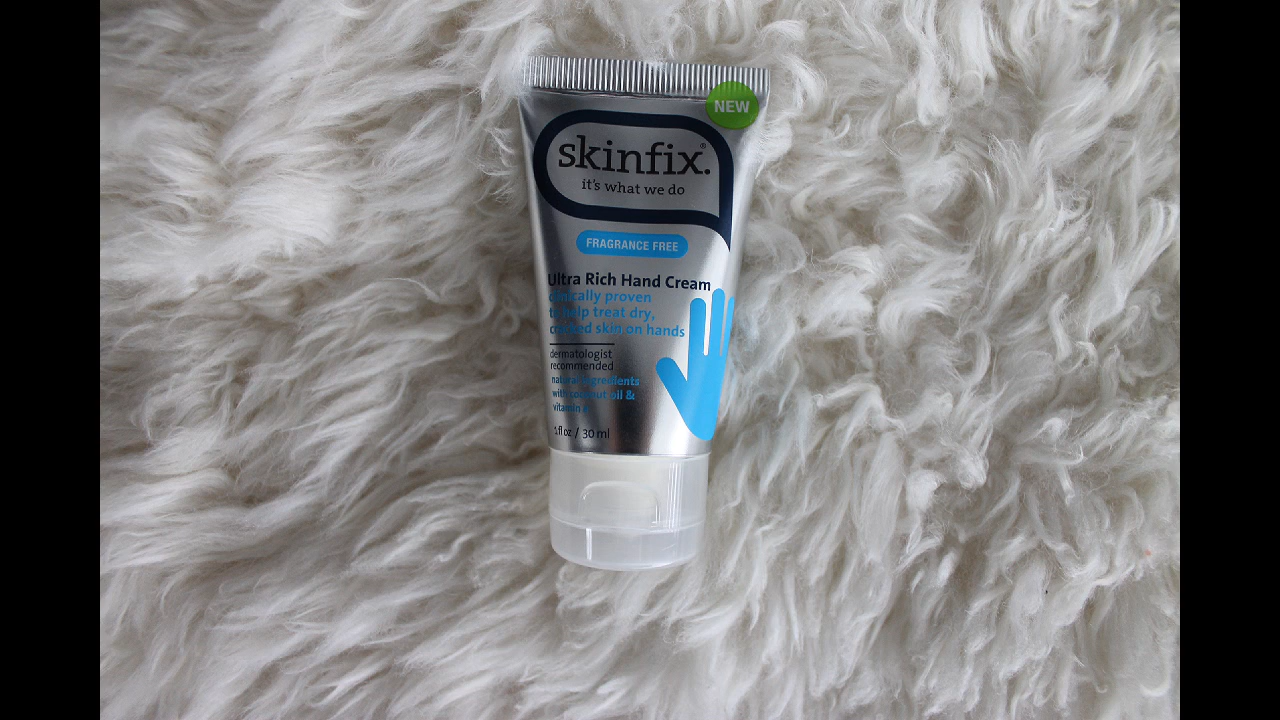 NEW
skinfix.®
it's what we do
FRAGRANCE FREE
Ultra Rich Hand Cream
clinically proven
to help treat dry,
cracked skin on hands
dermatologist
recommended
natural ingredients
with coconut oil &
vitamin
fl oz / 30 ml